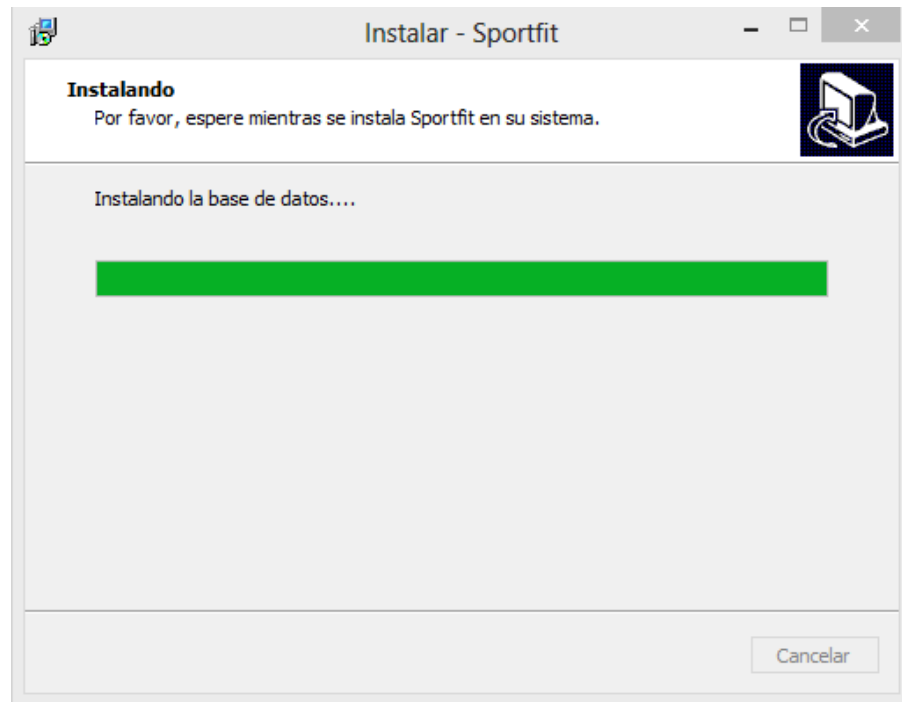 Instalar - Sportfit
Instalando
Por favor, espere mientras se instala Sportfit en su sistema.
Instalando la base de datos....
Cancelar